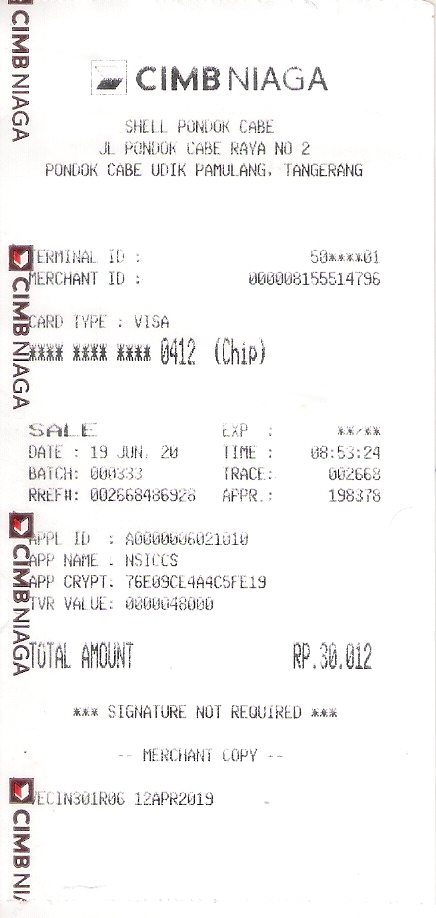 CIMB NIAGA
SHELL PONDOK CABE
JL PONDOK CABE RAYA NO 2
PONDOK CABE UDIK PAMULANG, TANGERANG
TERMINAL ID : 50****01
MERCHANT ID : 000008155514796
CARD TYPE : VISA
**** **** **** 0412 (Chip)
SALE EXP : **/**
DATE : 19 JUN. 20 TIME : 08:53:24
BATCH: 000333 TRACE: 002668
RREF#: 002668486928 APPR.: 198378
APPL ID : A0000006021010
APP NAME : NSICCS
APP CRYPT: 76E09CE4A4C5FE19
TVR VALUE: 0000048000
TOTAL AMOUNT RP.30.012
*** SIGNATURE NOT REQUIRED ***
-- MERCHANT COPY --
VEC1N301R06 12APR2019
CIMB NIAGA
CIMB NIAGA
CIMB NIAGA
CIMB NIA